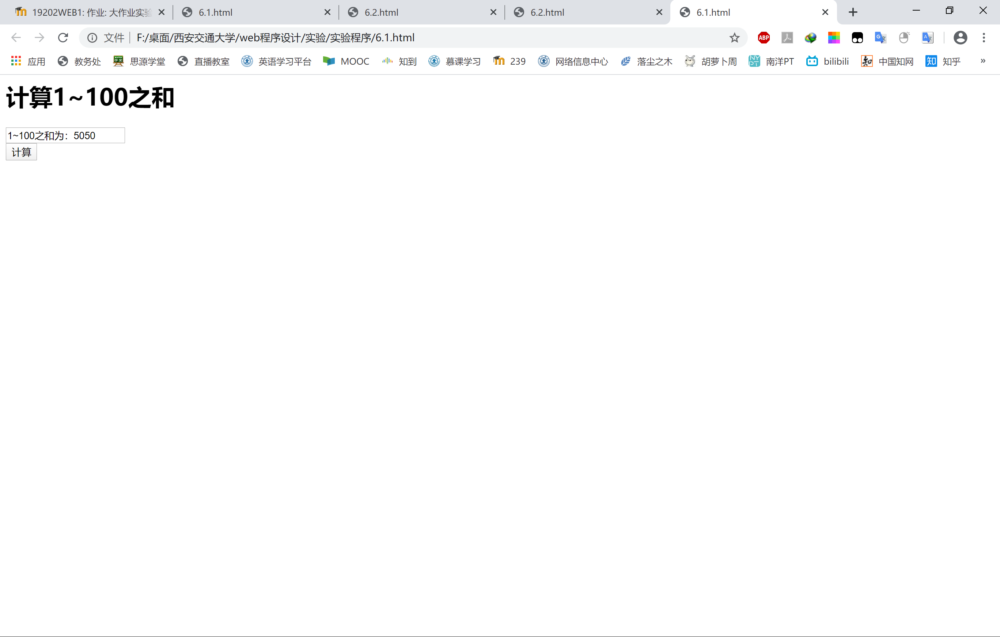 19202WEB1: 作业: 大作业实验
6.1.html
6.2.html
6.2.html
6.1.html
文件
F:/桌面/西安交通大学/web程序设计/实验/实验程序/6.1.html
ABP
应用 教务处 思源学堂 直播教室 英语学习平台 MOOC 知到 慕课学习 239 网络信息中心 落尘之木 胡萝卜周 南洋PT bilibili 中国知网 知乎 »
计算1~100之和
1~100之和为：5050
计算